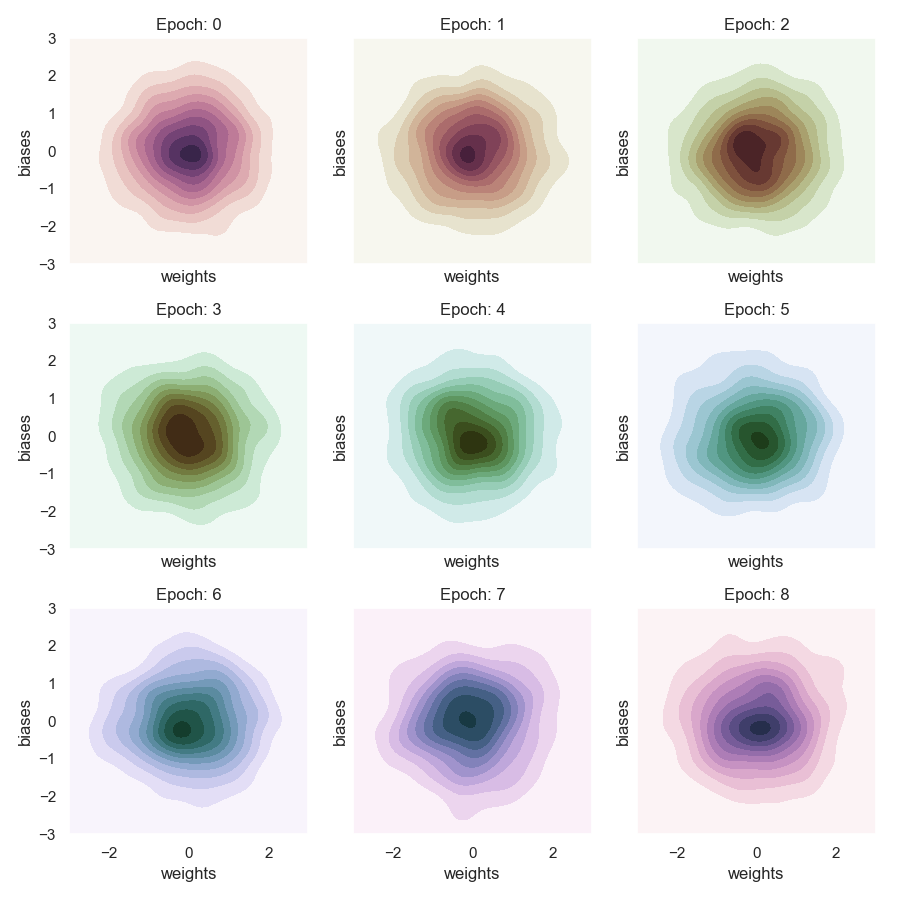 Epoch: 0 Epoch: 1 Epoch: 2
3
2
1
0
−1
−2
−3
biases biases biases
weights weights weights
Epoch: 3 Epoch: 4 Epoch: 5
3
2
1
0
−1
−2
−3
biases biases biases
weights weights weights
Epoch: 6 Epoch: 7 Epoch: 8
3
2
1
0
−1
−2
−3
biases biases biases
−2 0 2 −2 0 2 −2 0 2
weights weights weights